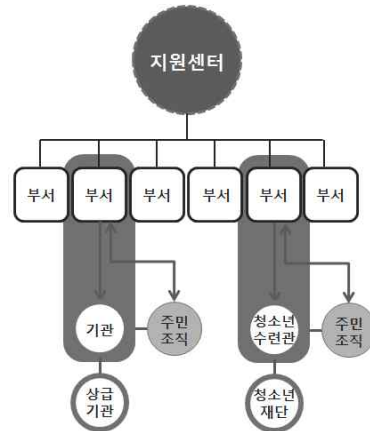 지원센터
부서 부서 부서 부서 부서 부서
기관
주민
조직
청소년
수련관
주민
조직
상급
기관
청소년
재단